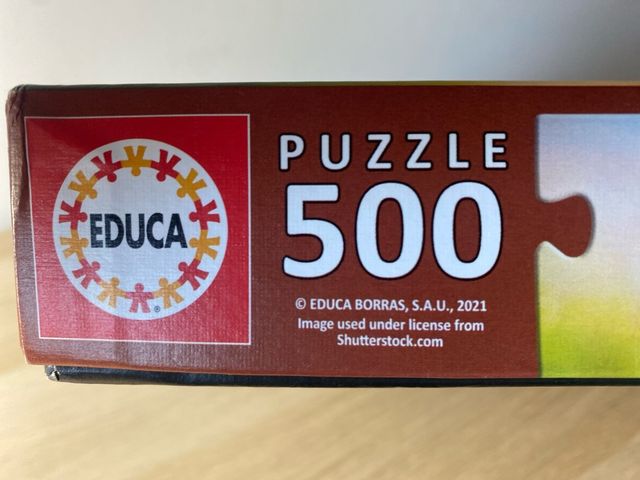 EDUCA
®
PUZZLE
500
© EDUCA BORRAS, S.A.U., 2021
Image used under license from
Shutterstock.com